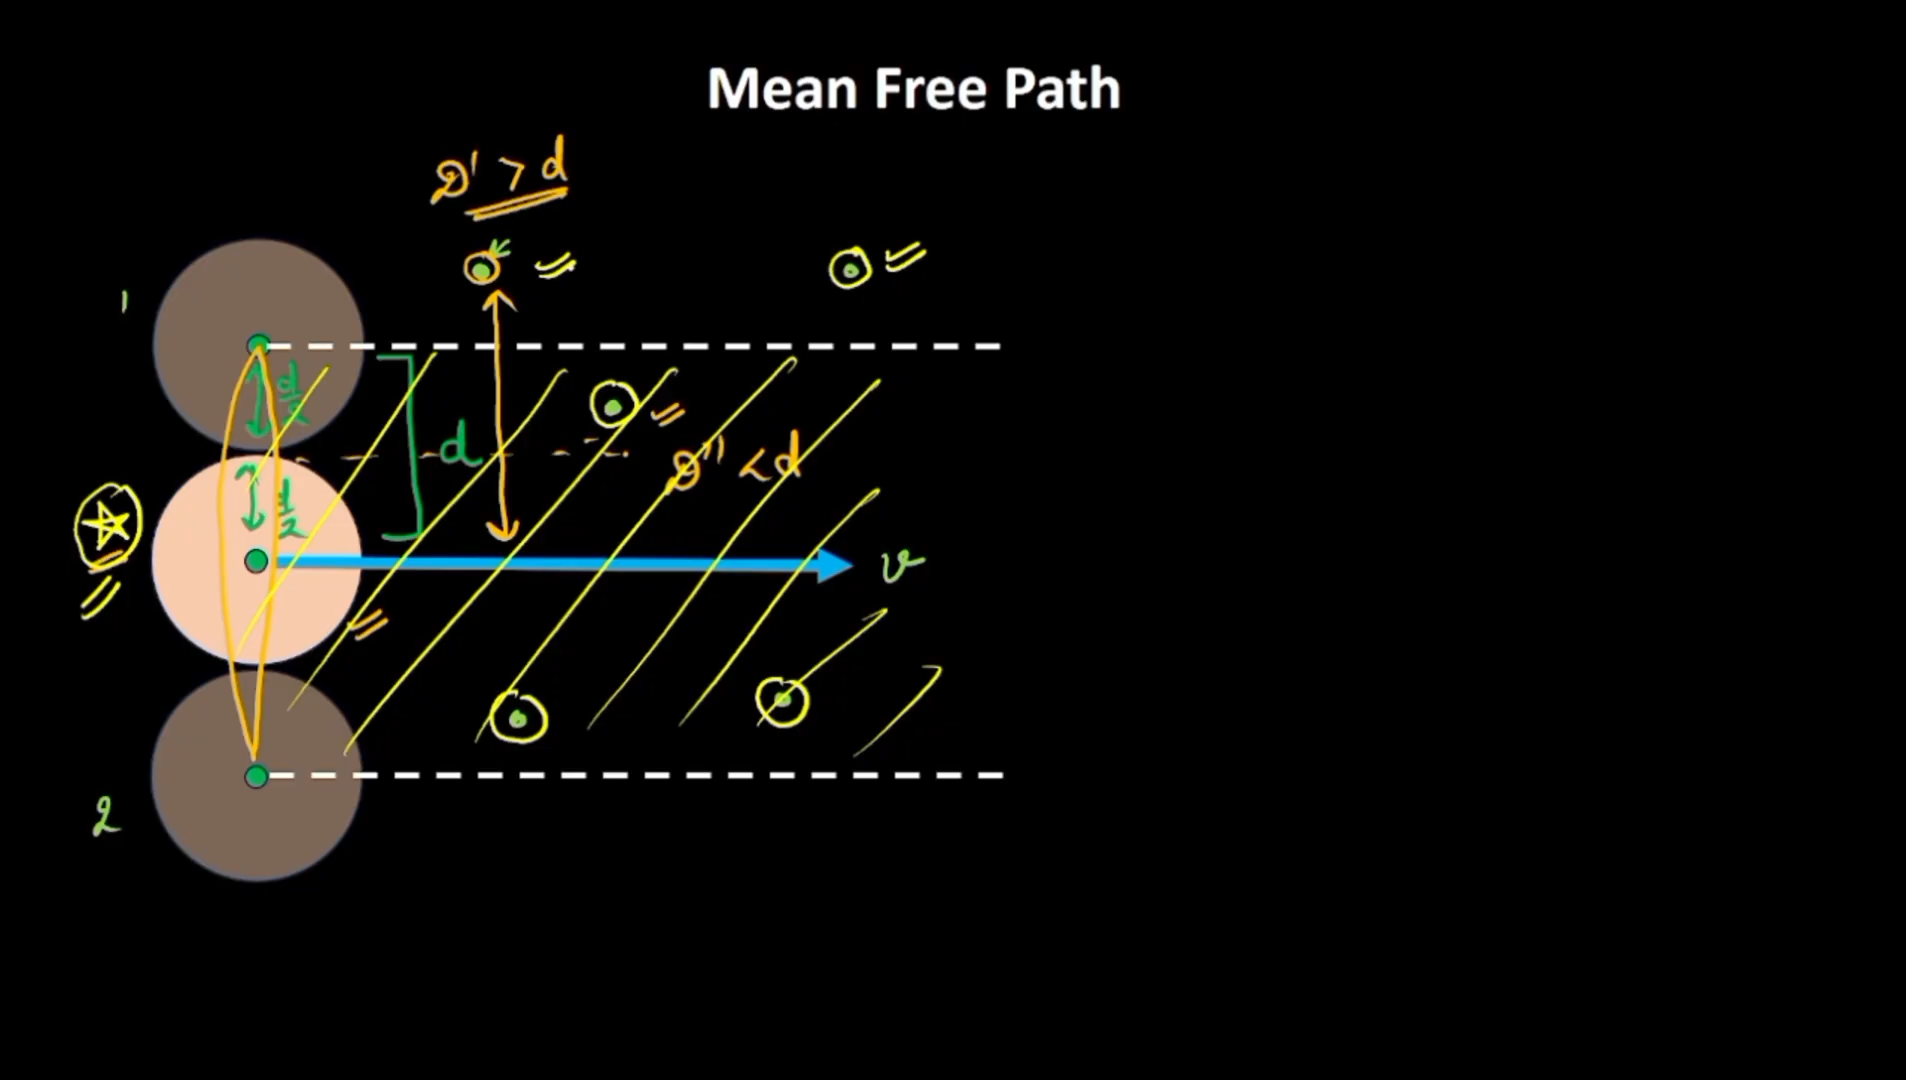 Mean Free Path
D' > d
1
d/2
d
D'' < d
d/2
v
2